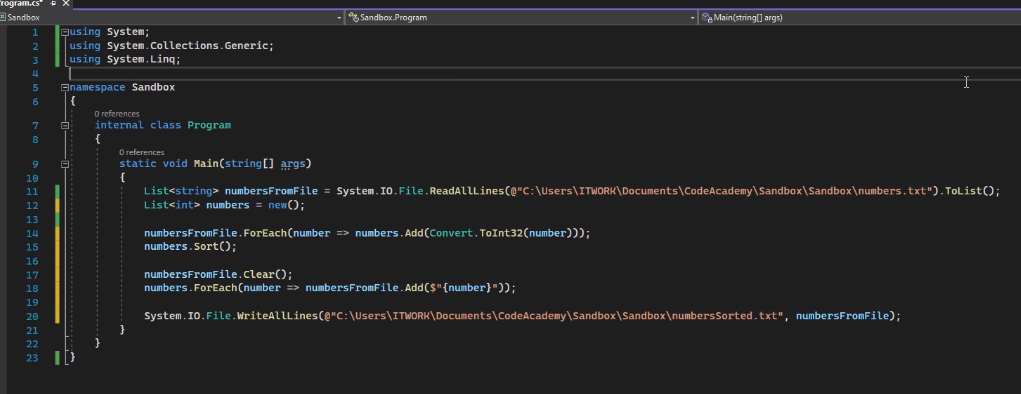 Program.cs*
Sandbox Sandbox.Program Main(string[] args)
1 using System;
2 using System.Collections.Generic;
3 using System.Linq;
4
5 namespace Sandbox
6 {
0 references
7 internal class Program
8 {
0 references
9 static void Main(string[] args)
10 {
11 List<string> numbersFromFile = System.IO.File.ReadAllLines(@"C:\Users\ITWORK\Documents\CodeAcademy\Sandbox\Sandbox\numbers.txt").ToList();
12 List<int> numbers = new();
13
14 numbersFromFile.ForEach(number => numbers.Add(Convert.ToInt32(number)));
15 numbers.Sort();
16
17 numbersFromFile.Clear();
18 numbers.ForEach(number => numbersFromFile.Add($"{number}"));
19
20 System.IO.File.WriteAllLines(@"C:\Users\ITWORK\Documents\CodeAcademy\Sandbox\Sandbox\numbersSorted.txt", numbersFromFile);
21 }
22 }
23 }